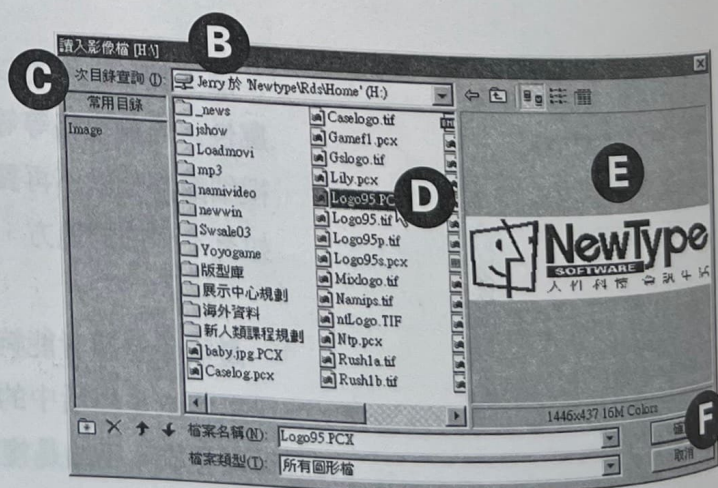 讀入影像檔 [H:\]
B
C
次目錄查詢(I):
Jerry 於 'Newtype\Rds\Home' (H:)
常用目錄
Image
_news
jshow
Loadmovi
mp3
namivideo
newwin
Swsale03
Yoyogame
版型庫
展示中心規劃
海外資料
新人類課程規劃
baby.jpg.PCX
Caselog.pcx
Caselogo.tif
Gamef1.pcx
Gslogo.tif
Lily.pcx
Logo95.PC
Logo95.tif
Logo95p.tif
Logo95s.pcx
Mixlogo.tif
Namips.tif
ntLogo.TIF
Ntp.pcx
Rush1a.tif
Rush1b.tif
D
E
NewType
SOFTWARE
1446x437 16M Colors
檔案名稱(N):
Logo95.PCX
檔案類型(T):
所有圖形檔
F
取消